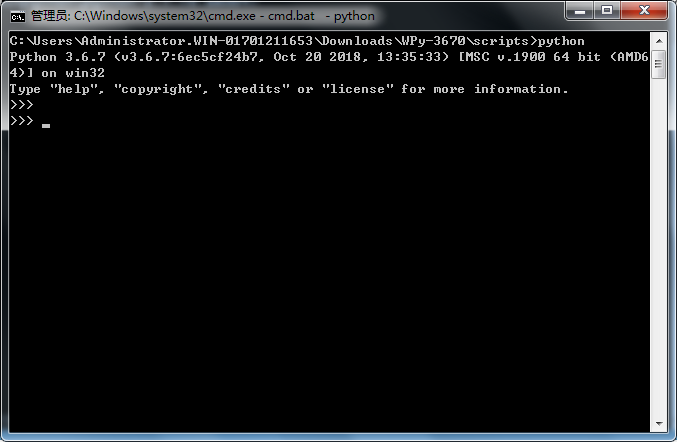 管理员: C:\Windows\system32\cmd.exe - cmd.bat - python
C:\Users\Administrator.WIN-01701211653\Downloads\WPy-3670\scripts>python
Python 3.6.7 (v3.6.7:6ec5cf24b7, Oct 20 2018, 13:35:33) [MSC v.1900 64 bit (AMD6
4)] on win32
Type "help", "copyright", "credits" or "license" for more information.
>>>
>>>